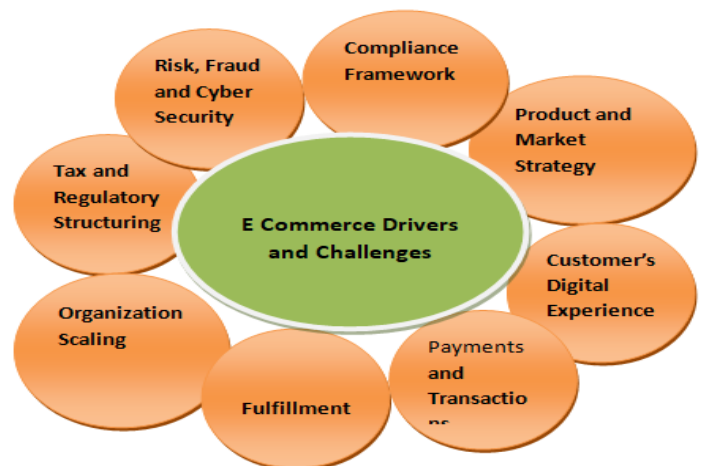 Compliance
Framework
Risk, Fraud
and Cyber
Security
Product and
Market
Strategy
Tax and
Regulatory
Structuring
E Commerce Drivers
and Challenges
Customer's
Digital
Experience
Organization
Scaling
Payments
and
Transactio
ns
Fulfillment